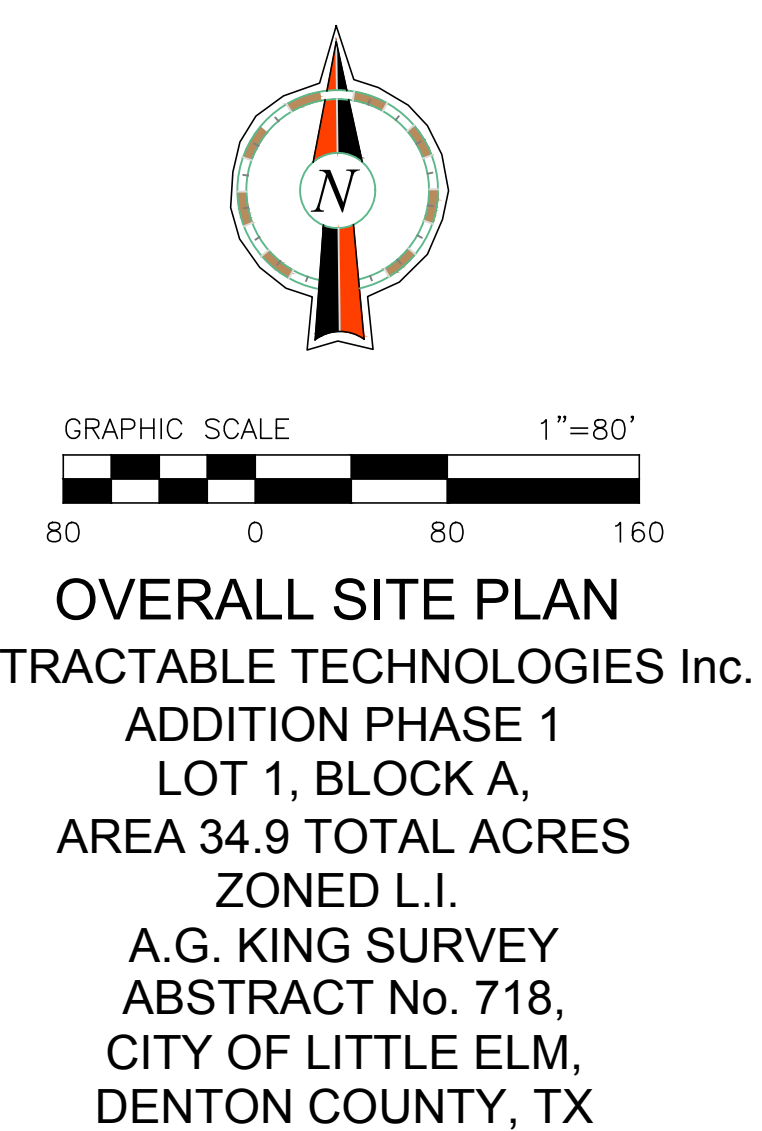 N
GRAPHIC SCALE 1"=80'
80 0 80 160
OVERALL SITE PLAN
TRACTABLE TECHNOLOGIES Inc.
ADDITION PHASE 1
LOT 1, BLOCK A,
AREA 34.9 TOTAL ACRES
ZONED L.I.
A.G. KING SURVEY
ABSTRACT No. 718,
CITY OF LITTLE ELM,
DENTON COUNTY, TX